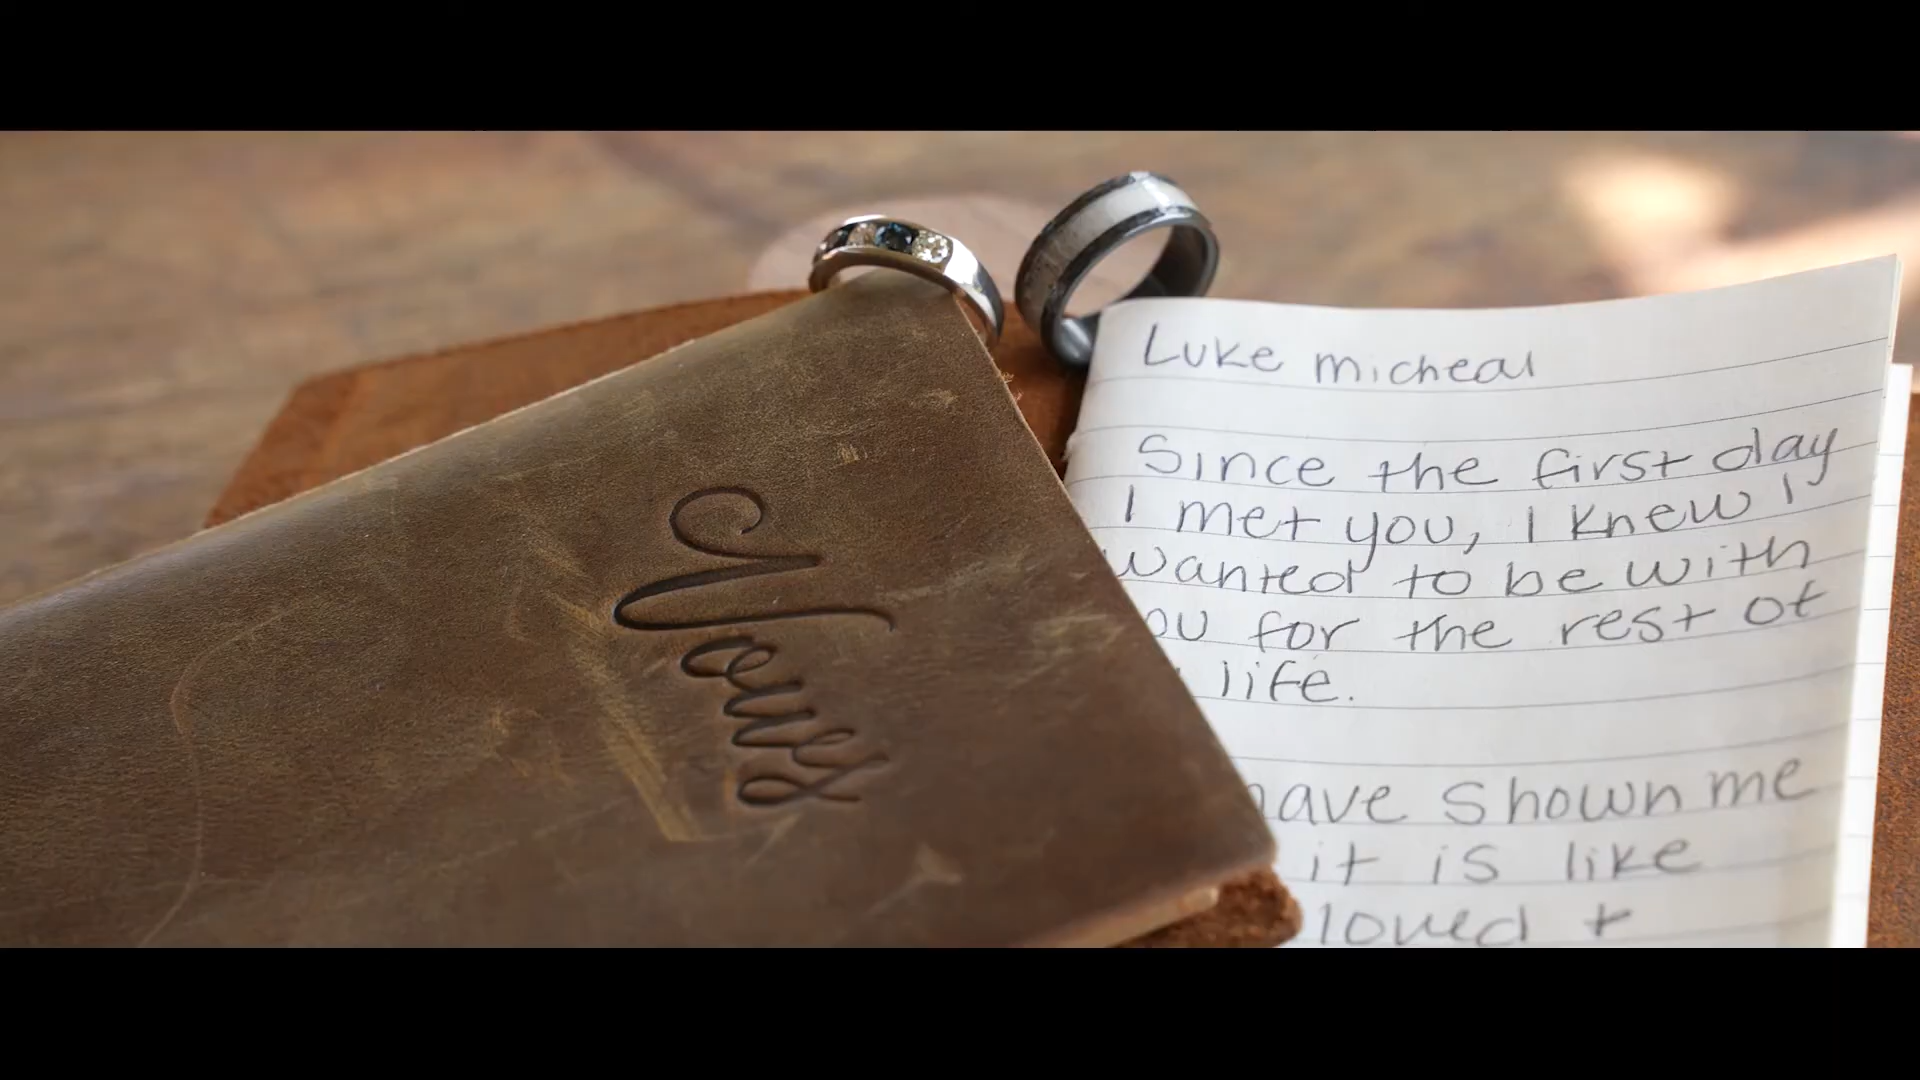 Vows
Luke micheal
Since the first day
I met you, I knew I
wanted to be with
for the rest of
life.
shown me
it is like
loved +